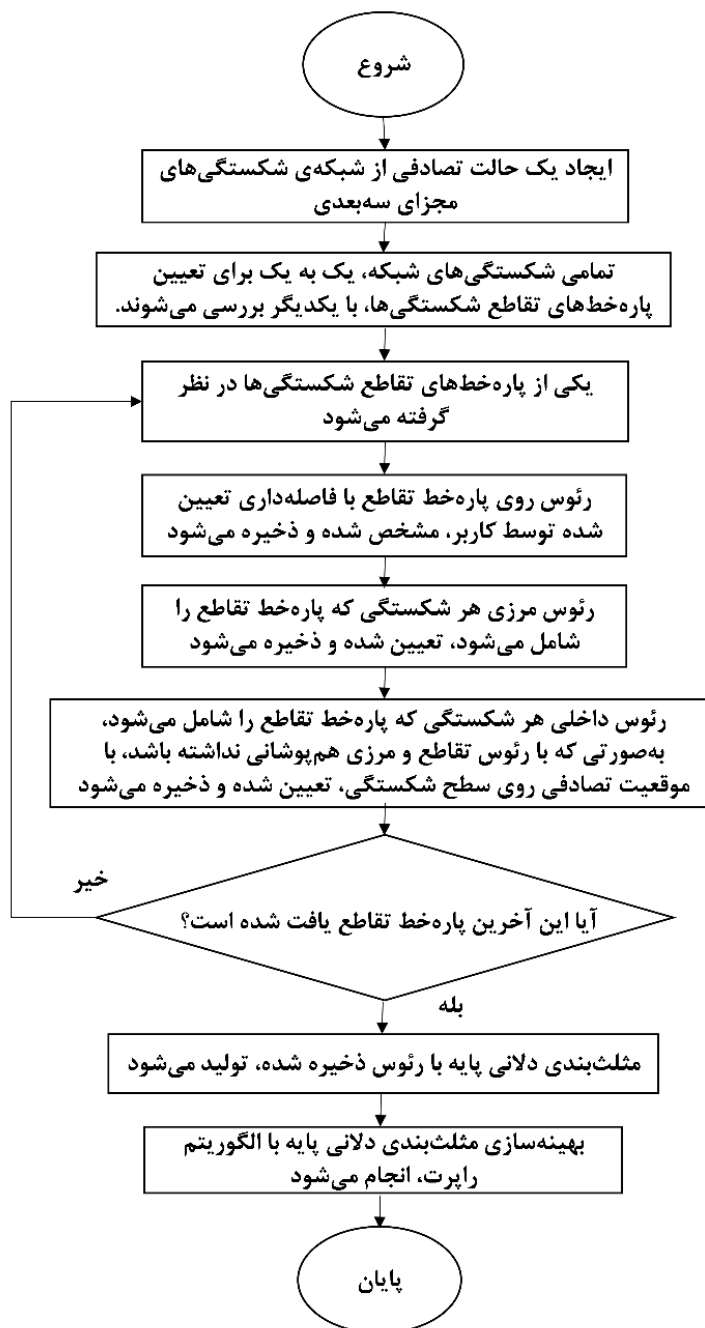 شروع
ایجاد یک حالت تصادفی از شبکه‌ی شکستگی‌های
مجزای سه‌بعدی
تمامی شکستگی‌های شبکه، یک به یک برای تعیین
پاره‌خط‌های تقاطع شکستگی‌ها، با یکدیگر بررسی می‌شوند.
یکی از پاره‌خط‌های تقاطع شکستگی‌ها در نظر
گرفته می‌شود
رئوس روی پاره‌خط تقاطع با فاصله‌داری تعیین
شده توسط کاربر، مشخص شده و ذخیره می‌شود
رئوس مرزی هر شکستگی که پاره‌خط تقاطع را
شامل می‌شود، تعیین شده و ذخیره می‌شود
رئوس داخلی هر شکستگی که پاره‌خط تقاطع را شامل می‌شود،
به‌صورتی که با رئوس تقاطع و مرزی هم‌پوشانی نداشته باشد، با
موقعیت تصادفی روی سطح شکستگی، تعیین شده و ذخیره می‌شود
خیر
آیا این آخرین پاره‌خط تقاطع یافت شده است؟
بله
مثلث‌بندی دلانی پایه با رئوس ذخیره شده، تولید می‌شود
بهینه‌سازی مثلث‌بندی دلانی پایه با الگوریتم
راپرت، انجام می‌شود
پایان